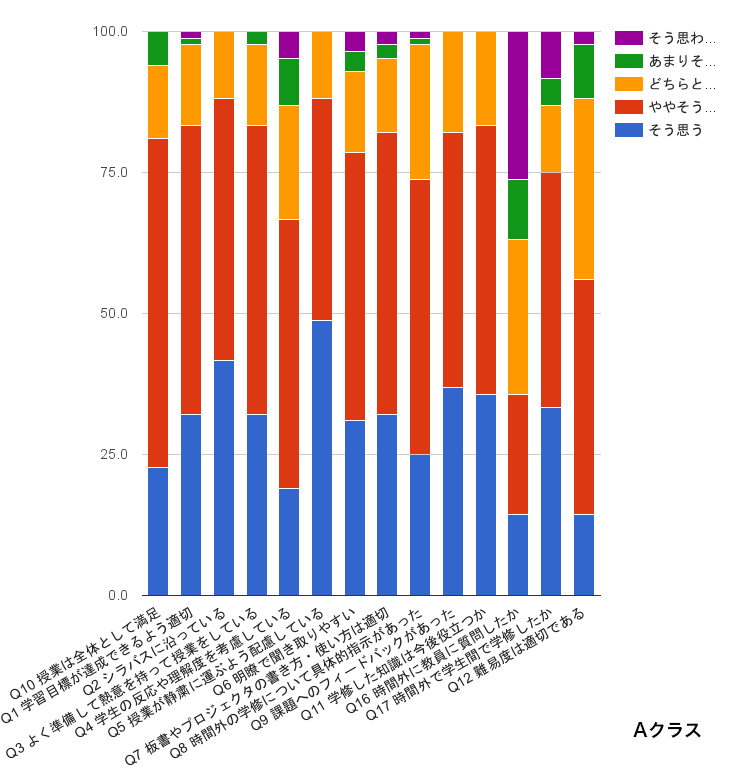 100.0
75.0
50.0
25.0
0.0
そう思わ...
あまりそ...
どちらと...
ややそう...
そう思う
Q10 授業は全体として満足
Q1 学習目標が達成できるよう適切
Q2 シラバスに沿っている
Q3 よく準備して熱意を持って授業をしている
Q4 学生の反応や理解度を考慮している
Q5 授業が静粛に運ぶよう配慮している
Q6 明瞭で聞き取りやすい
Q7 板書やプロジェクタの書き方・使い方は適切
Q8 時間外の学修について具体的指示があった
Q9 課題へのフィードバックがあった
Q11 学修した知識は今後役立つか
Q16 時間外に教員に質問したか
Q17 時間外で学生間で学修したか
Q12 難易度は適切である
Aクラス